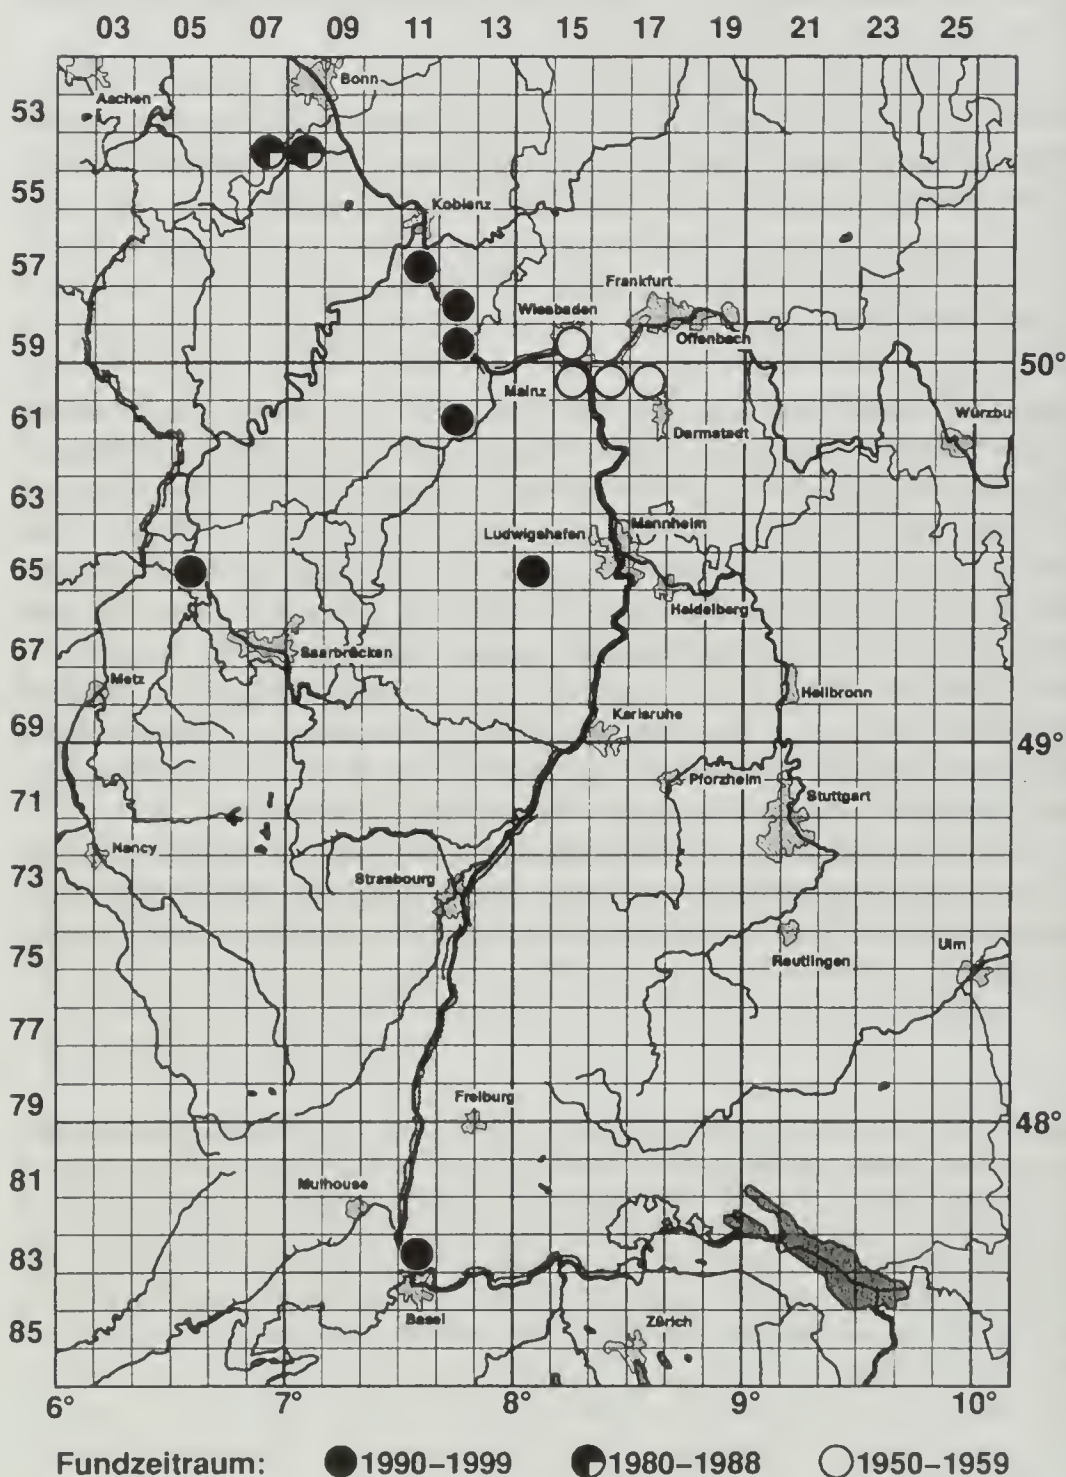 03 05 07 09 11 13 15 17 19 21 23 25
Bonn
Aachen
53
55
Koblenz
57
Frankfurt
Wiesbaden
59
Offenbach
50°
Mainz
61
Würzbu
Darmstadt
63
Ludwigshafen
Mannheim
65
Heidelberg
67
Saarbrücken
Metz
Heilbronn
69
Karlsruhe
49°
Pforzheim
71
Stuttgart
Nancy
73
Strasbourg
75
Ulm
Reutlingen
77
79
Freiburg
48°
81
Mulhouse
83
Basel
Zürich
85
6° 7° 8° 9° 10°
Fundzeitraum: 1990–1999 1980–1988 1950–1959